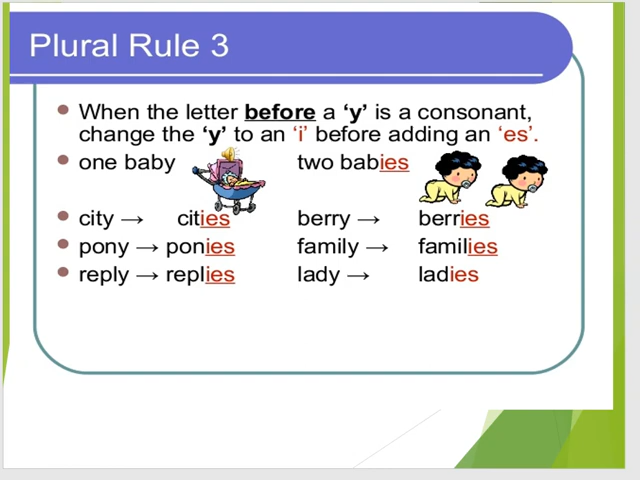 Plural Rule 3
When the letter before a ‘y’ is a consonant,
change the ‘y’ to an ‘i’ before adding an ‘es’.
one baby two babies
city → cities berry → berries
pony → ponies family → families
reply → replies lady → ladies